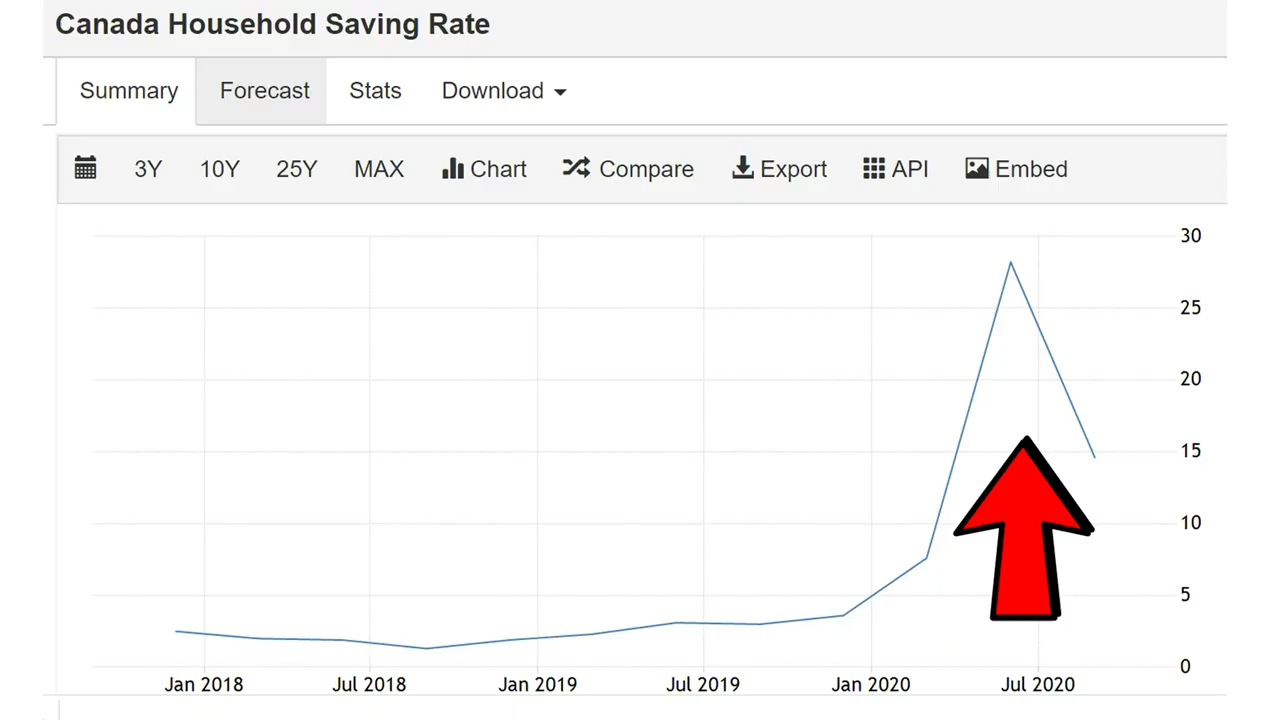 Canada Household Saving Rate
Summary Forecast Stats Download
3Y 10Y 25Y MAX Chart Compare Export API Embed
30
25
20
15
10
5
0
Jan 2018 Jul 2018 Jan 2019 Jul 2019 Jan 2020 Jul 2020